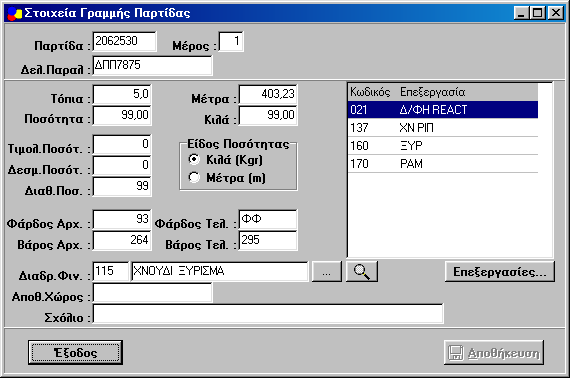 Στοιχεία Γραμμής Παρτίδας
Παρτίδα : 2062530 Μέρος : 1
Δελ.Παραλ : ΔΠΠ7875
Τόπια : 5,0 Μέτρα : 403,23
Ποσότητα : 99,00 Κιλά : 99,00
Τιμολ.Ποσότ. : 0
Δεσμ.Ποσότ. : 0
Διαθ.Ποσ. : 99
Είδος Ποσότητας
Κιλά (Kgr)
Μέτρα (m)
Φάρδος Αρχ. : 93 Φάρδος Τελ. : ΦΦ
Βάρος Αρχ. : 264 Βάρος Τελ. : 295
Κωδικός Επεξεργασία
021 Δ/ΦΗ REACT
137 ΧΝ ΡΙΠ
160 ΞΥΡ
170 ΡΑΜ
Διαδρ.Φιν. : 115 ΧΝΟΥΔΙ ΞΥΡΙΣΜΑ ... Επεξεργασίες...
Αποθ.Χώρος :
Σχόλιο :
Έξοδος Αποθήκευση